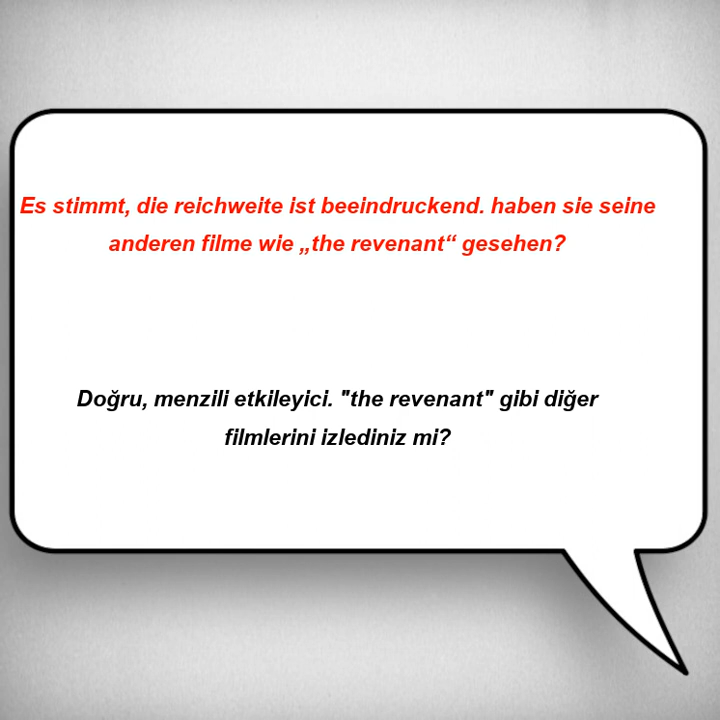 Es stimmt, die reichweite ist beeindruckend. haben sie seine
anderen filme wie „the revenant“ gesehen?
Doğru, menzili etkileyici. "the revenant" gibi diğer
filmlerini izlediniz mi?